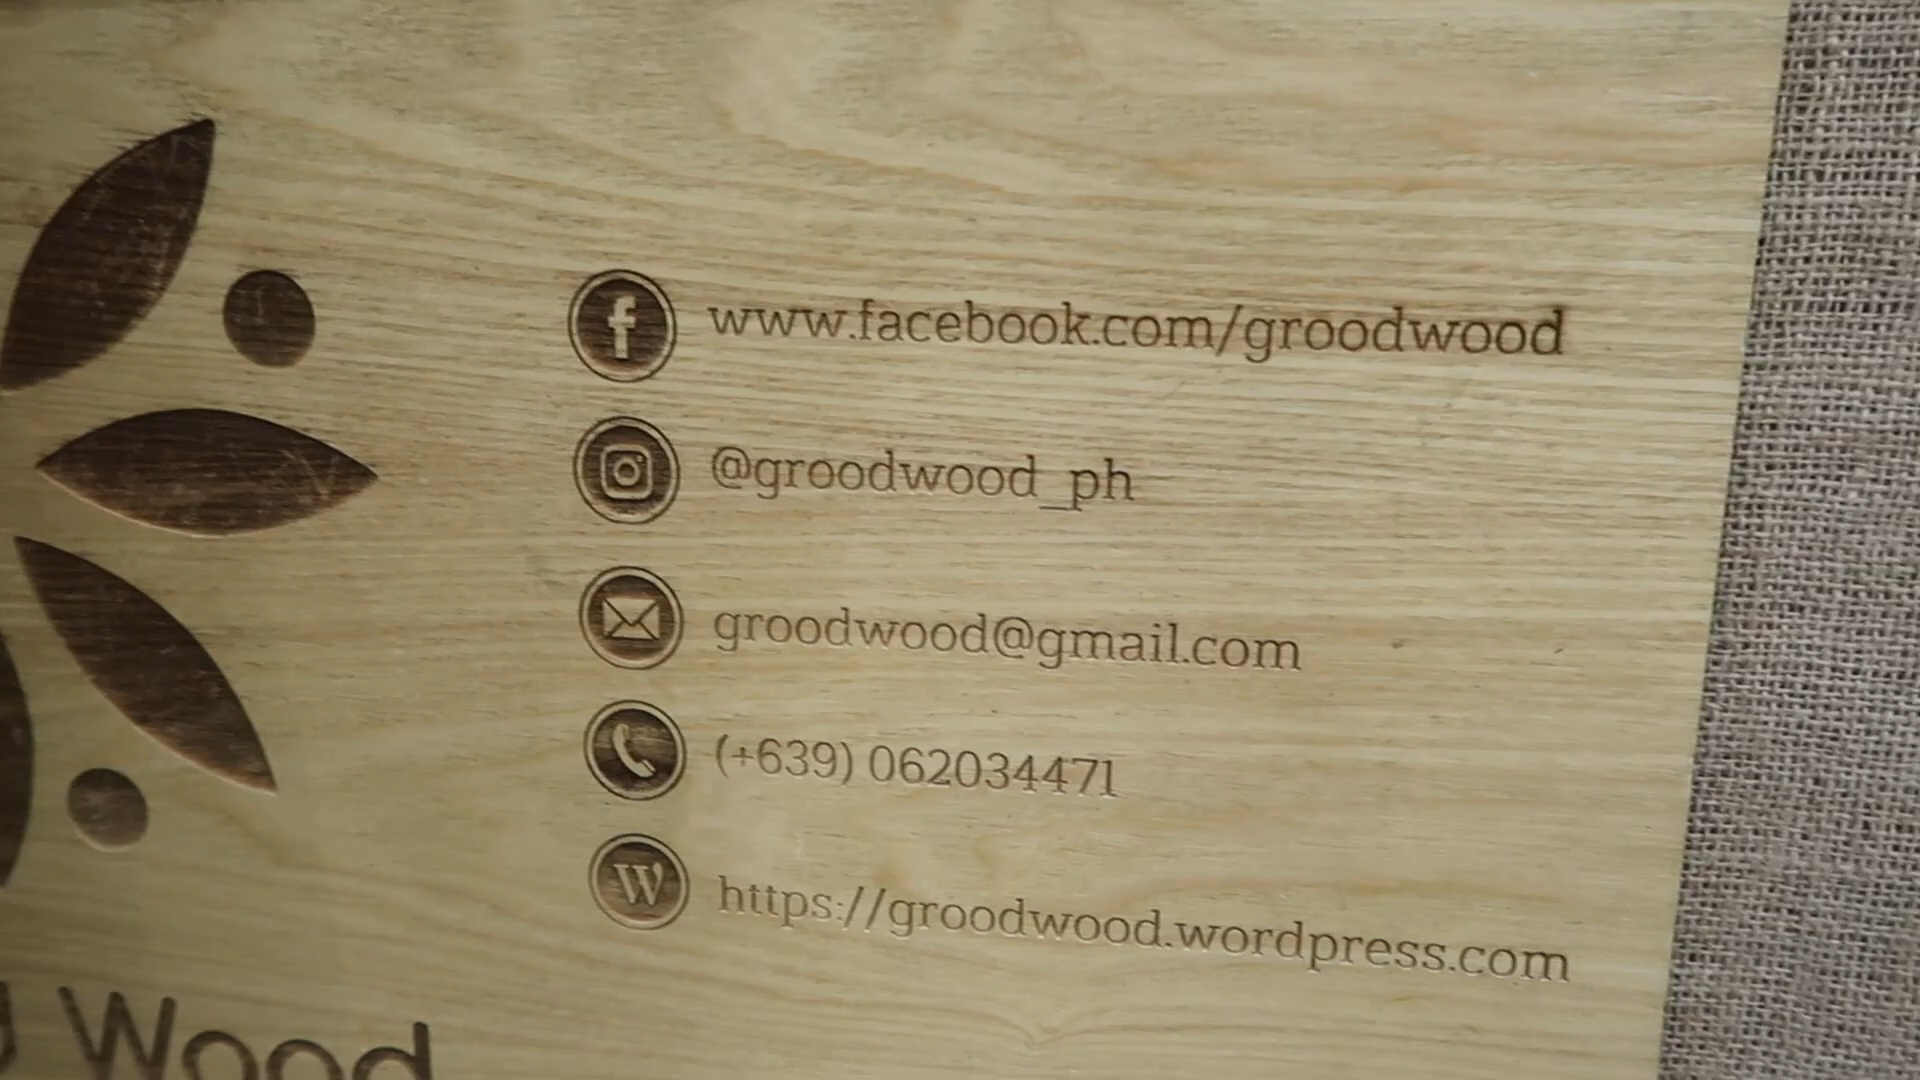 www.facebook.com/groodwood
@groodwood_ph
groodwood@gmail.com
(+639) 062034471
https://groodwood.wordpress.com
Wood